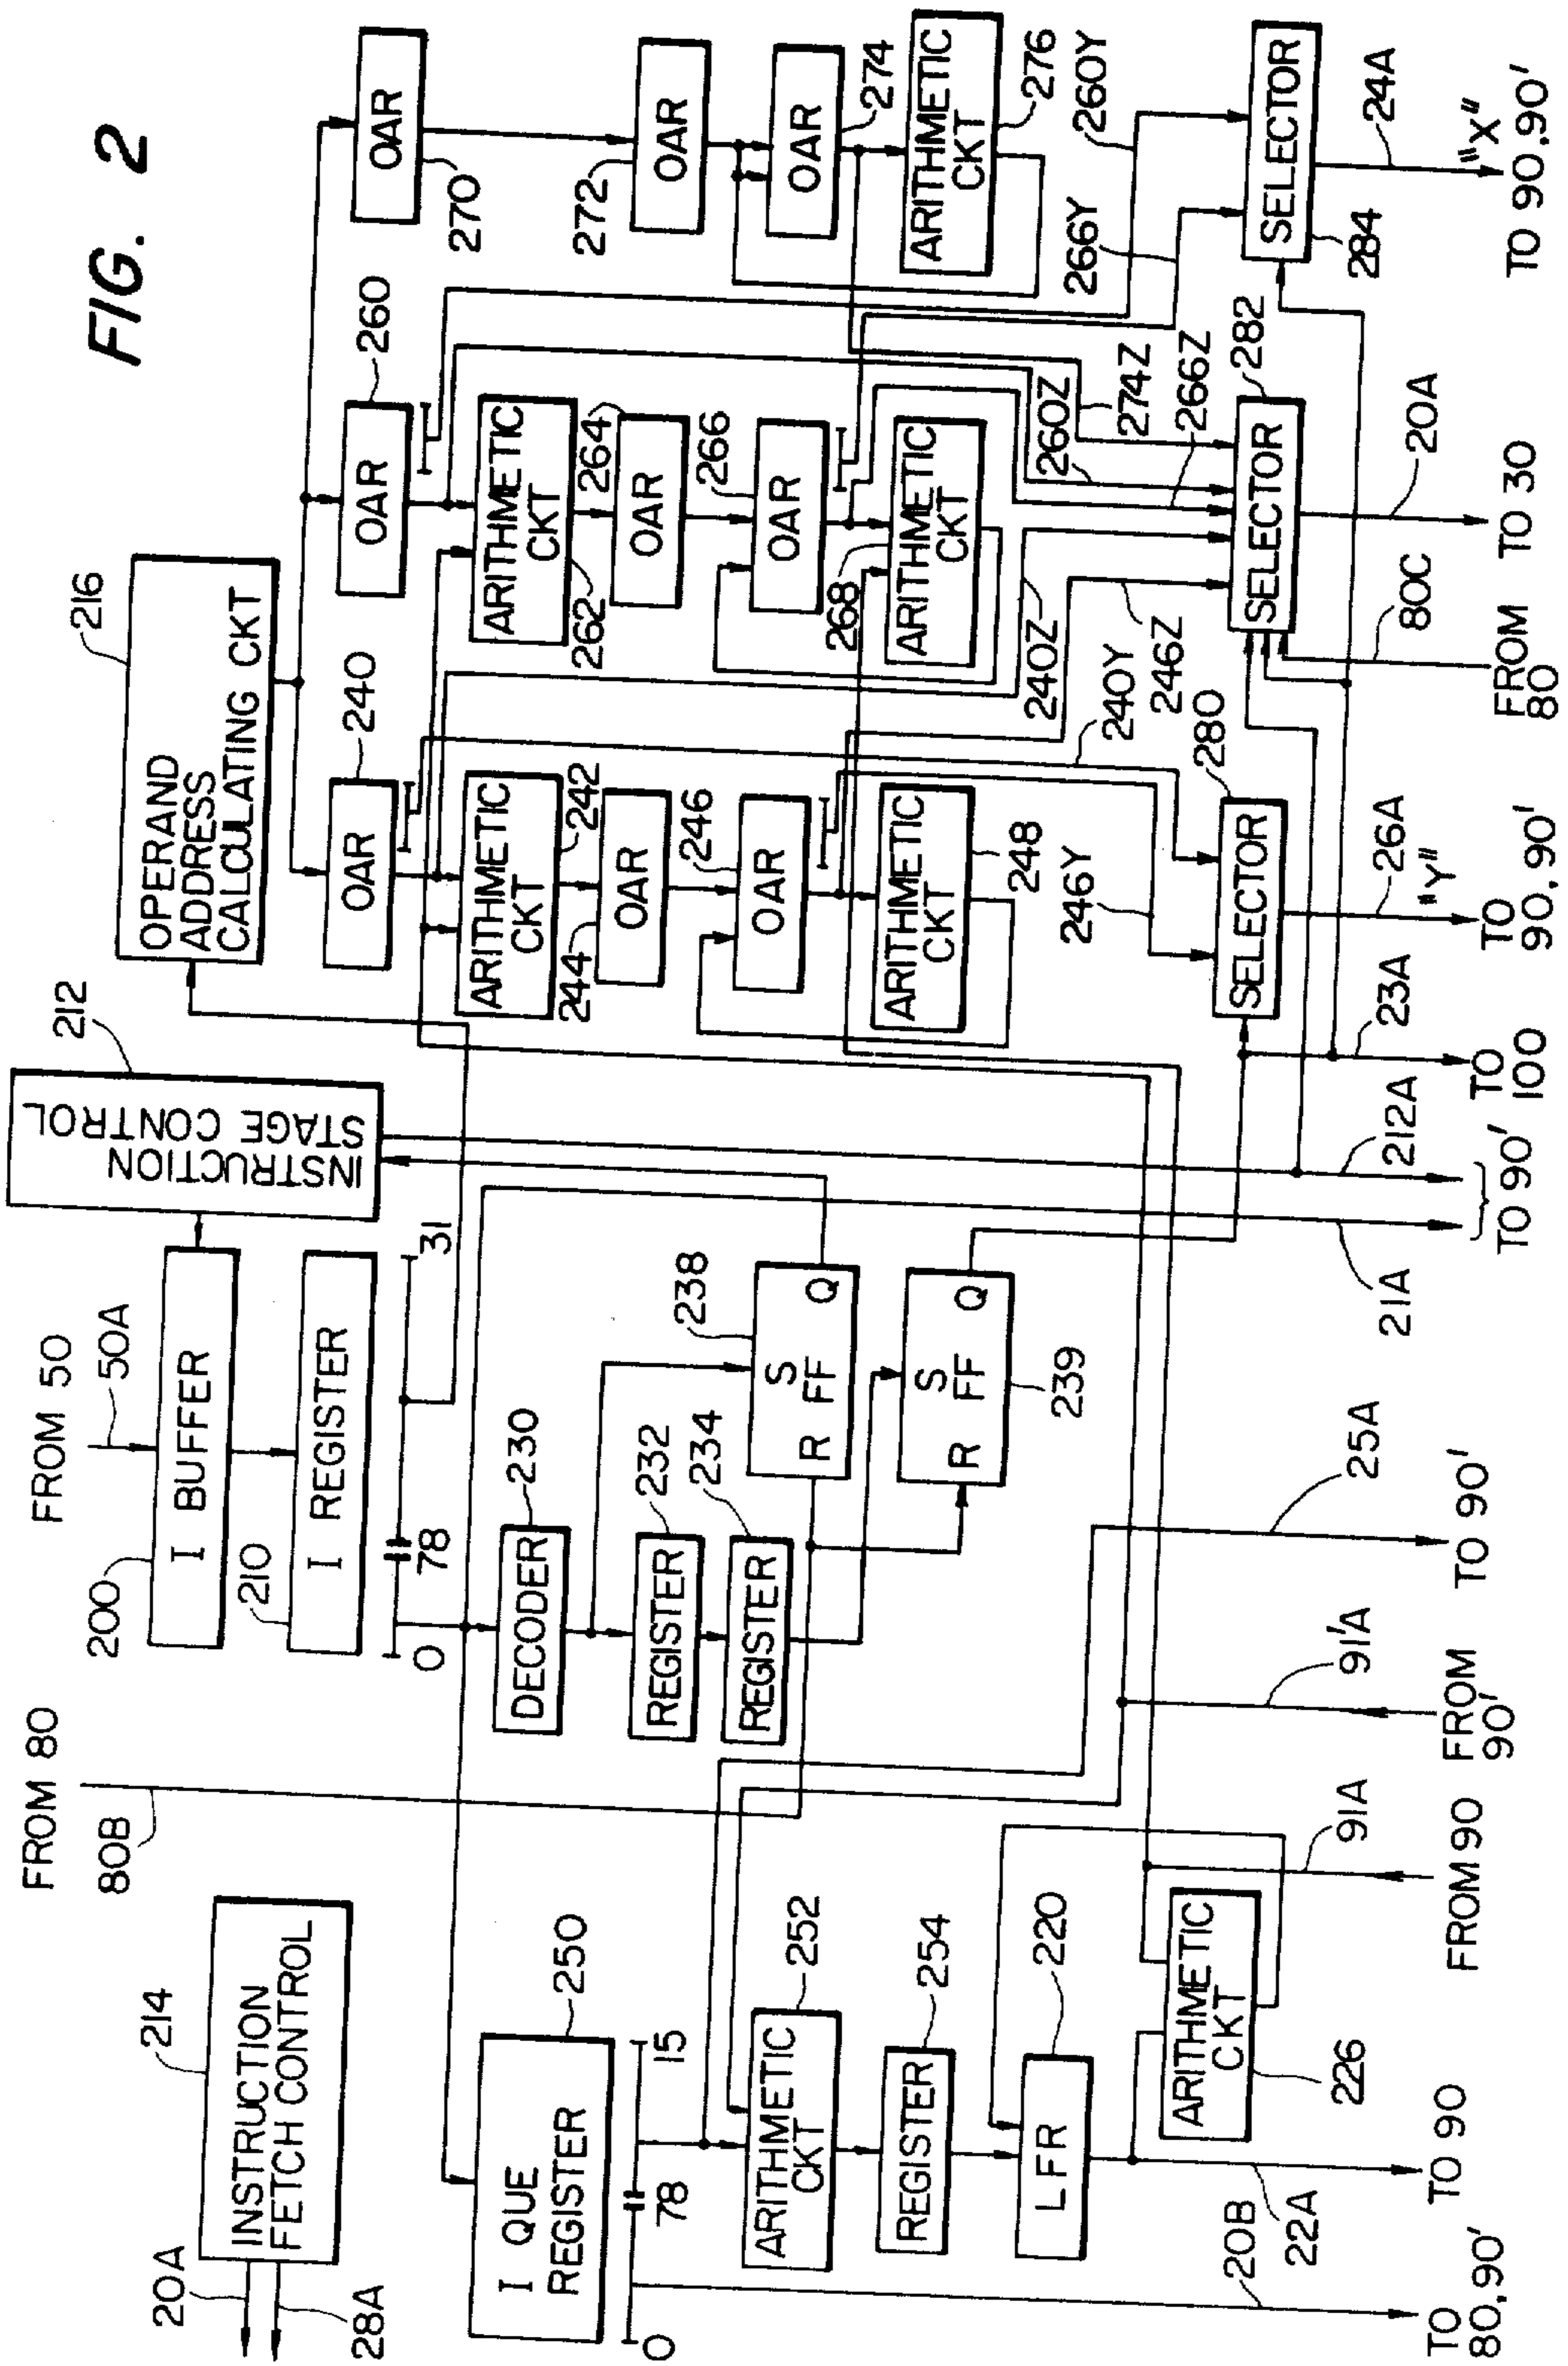 FIG. 2
FROM 80
80B
FROM 50
50A
200
I BUFFER
210
I REGISTER
0
78
31
212
INSTRUCTION
STAGE CONTROL
216
OPERAND
ADDRESS
CALCULATING CKT
214
INSTRUCTION
FETCH CONTROL
20A
28A
250
I QUE
REGISTER
0
78
15
252
ARITHMETIC
CKT
254
REGISTER
220
LFR
226
ARITHMETIC
CKT
230
DECODER
232
REGISTER
234
REGISTER
238
S
R
FF
Q
239
S
R
FF
Q
240
OAR
242
ARITHMETIC
CKT
244
OAR
246
OAR
248
ARITHMETIC
CKT
260
OAR
262
ARITHMETIC
CKT
264
OAR
266
OAR
268
ARITHMETIC
CKT
270
OAR
272
OAR
274
OAR
276
ARITHMETIC
CKT
246Y
240Y
246Z
240Z
260Z
266Z
274Z
266Y
260Y
280
SELECTOR
282
SELECTOR
284
SELECTOR
20B
TO
80,90'
22A
TO 90
91A
FROM 90
91'A
FROM
90'
25A
TO 90'
21A
212A
TO 90'
23A
TO
100
26A
"Y"
TO
90, 90'
80C
FROM
80
20A
TO 30
24A
"X"
TO 90,90'